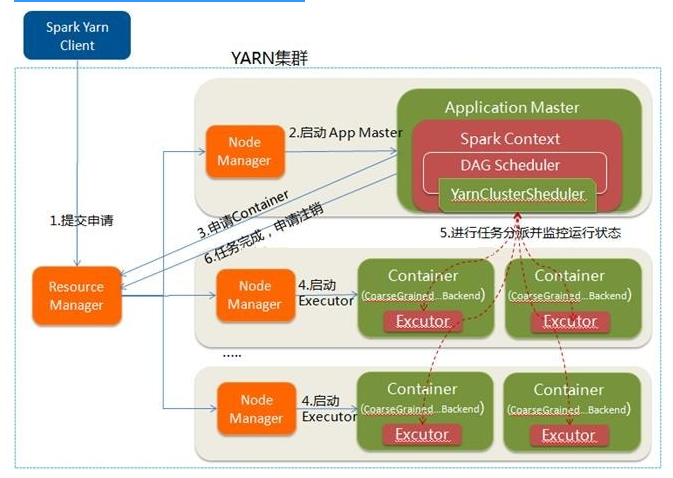 Spark Yarn
Client
YARN集群
Application Master
Node
Manager
2.启动 App Master
Spark Context
DAG Scheduler
YarnClusterSheduler
1.提交申请
3.申请Container
6.任务完成，申请注销
5.进行任务分派并监控运行状态
Resource
Manager
Node
Manager
4.启动
Executor
Container
(CoarseGrained...Backend)
Excutor
Container
(CoarseGrained...Backend)
Excutor
.....
Node
Manager
4.启动
Executor
Container
(CoarseGrained...Backend)
Excutor
Container
(CoarseGrained...Backend)
Excutor